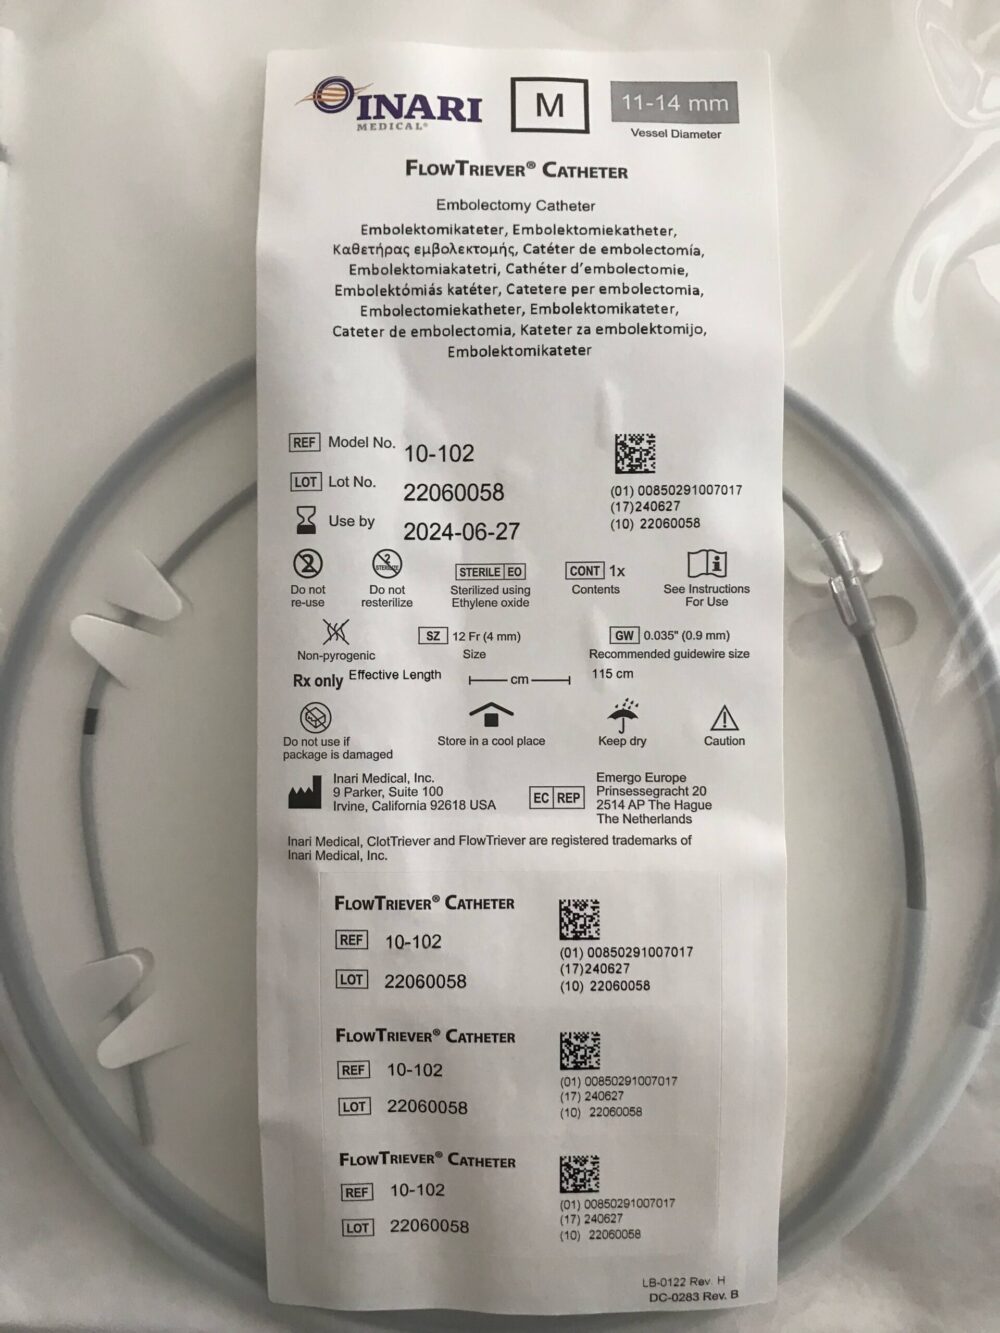 INARI
MEDICAL®
M
11-14 mm
Vessel Diameter
FLOWTRIEVER® CATHETER
Embolectomy Catheter
Embolektomikateter, Embolektomiekatheter,
Καθετήρας εμβολεκτομής, Catéter de embolectomía,
Embolektomiakatetri, Cathéter d'embolectomie,
Embolektómiás katéter, Catetere per embolectomia,
Embolectomiekatheter, Embolektomikateter,
Cateter de embolectomia, Kateter za embolektomijo,
Embolektomikateter
REF Model No. 10-102
LOT Lot No. 22060058
Use by 2024-06-27
(01) 00850291007017
(17)240627
(10) 22060058
2
Do not
re-use
2
STERILIZE
Do not
resterilize
STERILE EO
Sterilized using
Ethylene oxide
CONT 1x
Contents
See Instructions
For Use
Non-pyrogenic
SZ 12 Fr (4 mm)
Size
GW 0.035" (0.9 mm)
Recommended guidewire size
Rx only Effective Length cm 115 cm
Do not use if
package is damaged
Store in a cool place
Keep dry
Caution
Inari Medical, Inc.
9 Parker, Suite 100
Irvine, California 92618 USA
EC REP
Emergo Europe
Prinsessegracht 20
2514 AP The Hague
The Netherlands
Inari Medical, ClotTriever and FlowTriever are registered trademarks of
Inari Medical, Inc.
FLOWTRIEVER® CATHETER
REF 10-102
LOT 22060058
(01) 00850291007017
(17)240627
(10) 22060058
FLOWTRIEVER® CATHETER
REF 10-102
LOT 22060058
(01) 00850291007017
(17) 240627
(10) 22060058
FLOWTRIEVER® CATHETER
REF 10-102
LOT 22060058
(01) 00850291007017
(17) 240627
(10) 22060058
LB-0122 Rev. H
DC-0283 Rev. B